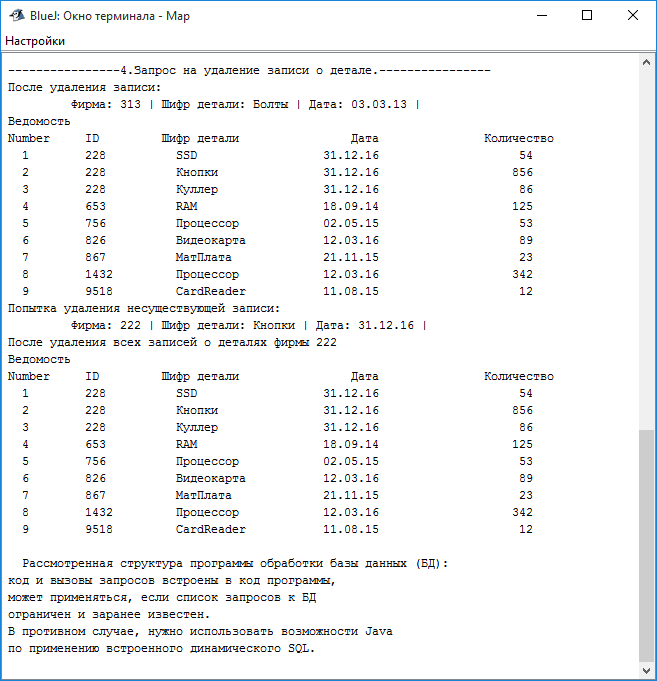 BlueJ: Окно терминала - Map
Настройки
----------------4.Запрос на удаление записи о детале.----------------
После удаления записи:
Фирма: 313 | Шифр детали: Болты | Дата: 03.03.13 |
Ведомость
Number ID Шифр детали Дата Количество
1 228 SSD 31.12.16 54
2 228 Кнопки 31.12.16 856
3 228 Куллер 31.12.16 86
4 653 RAM 18.09.14 125
5 756 Процессор 02.05.15 53
6 826 Видеокарта 12.03.16 89
7 867 МатПлата 21.11.15 23
8 1432 Процессор 12.03.16 342
9 9518 CardReader 11.08.15 12
Попытка удаления несуществующей записи:
Фирма: 222 | Шифр детали: Кнопки | Дата: 31.12.16 |
После удаления всех записей о деталях фирмы 222
Ведомость
Number ID Шифр детали Дата Количество
1 228 SSD 31.12.16 54
2 228 Кнопки 31.12.16 856
3 228 Куллер 31.12.16 86
4 653 RAM 18.09.14 125
5 756 Процессор 02.05.15 53
6 826 Видеокарта 12.03.16 89
7 867 МатПлата 21.11.15 23
8 1432 Процессор 12.03.16 342
9 9518 CardReader 11.08.15 12
Рассмотренная структура программы обработки базы данных (БД):
код и вызовы запросов встроены в код программы,
может применяться, если список запросов к БД
ограничен и заранее известен.
В противном случае, нужно использовать возможности Java
по применению встроенного динамического SQL.